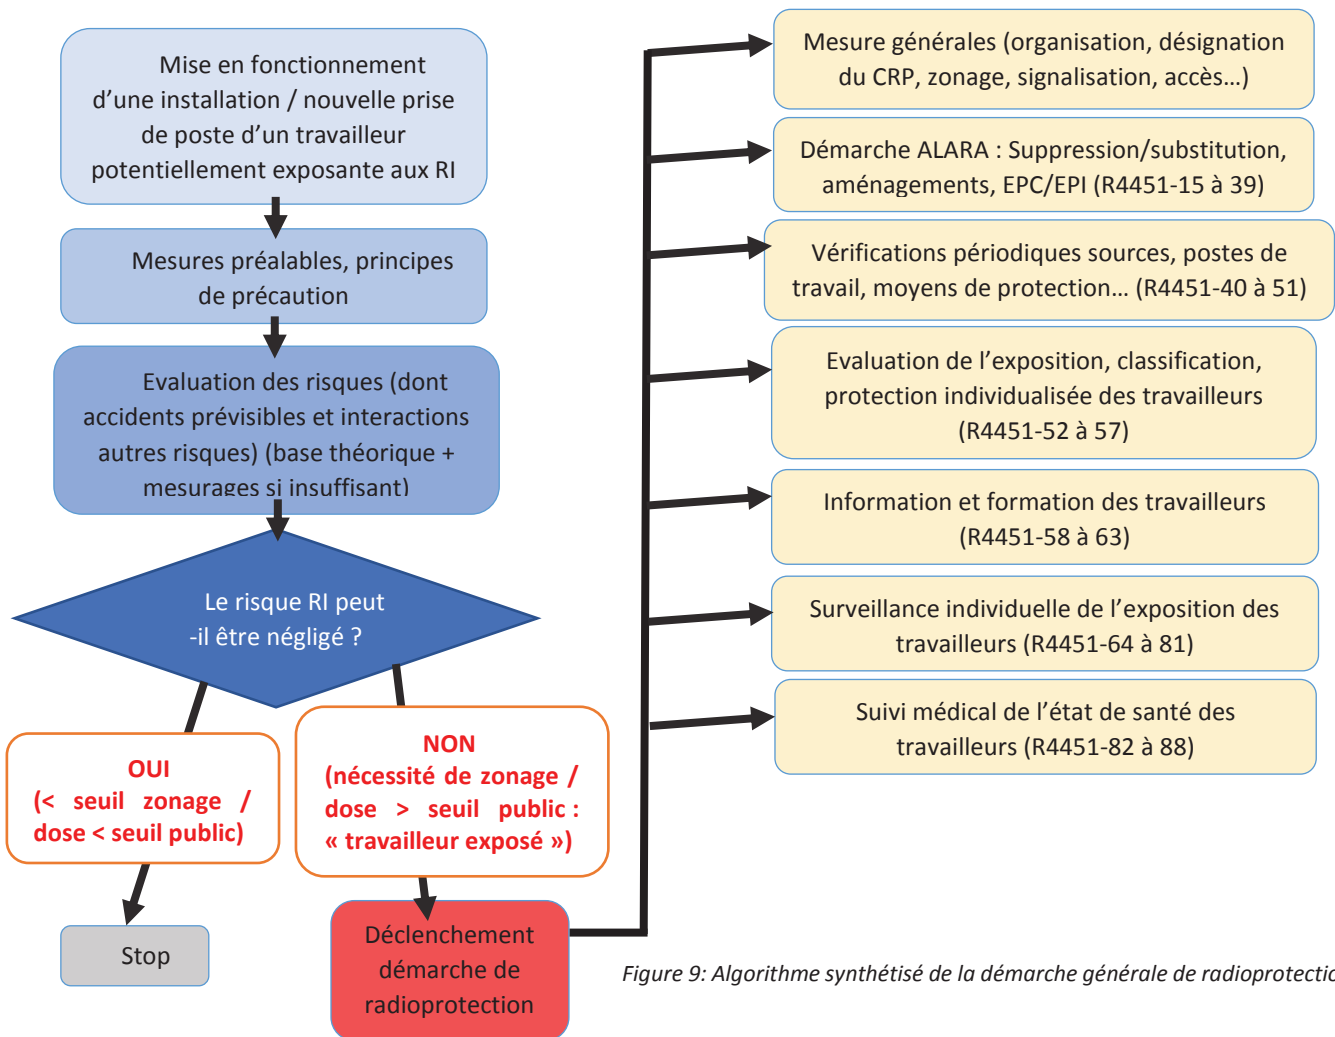 Mise en fonctionnement
d’une installation / nouvelle prise
de poste d’un travailleur
potentiellement exposante aux RI
Mesures préalables, principes
de précaution
Evaluation des risques (dont
accidents prévisibles et interactions
autres risques) (base théorique +
mesurages si insuffisant)
Le risque RI peut
-il être négligé ?
OUI
(< seuil zonage /
dose < seuil public)
Stop
NON
(nécessité de zonage /
dose > seuil public :
« travailleur exposé »)
Déclenchement
démarche de
radioprotection
Mesure générales (organisation, désignation
du CRP, zonage, signalisation, accès…)
Démarche ALARA : Suppression/substitution,
aménagements, EPC/EPI (R4451-15 à 39)
Vérifications périodiques sources, postes de
travail, moyens de protection… (R4451-40 à 51)
Evaluation de l’exposition, classification,
protection individualisée des travailleurs
(R4451-52 à 57)
Information et formation des travailleurs
(R4451-58 à 63)
Surveillance individuelle de l’exposition des
travailleurs (R4451-64 à 81)
Suivi médical de l’état de santé des
travailleurs (R4451-82 à 88)
Figure 9: Algorithme synthétisé de la démarche générale de radioprotectio